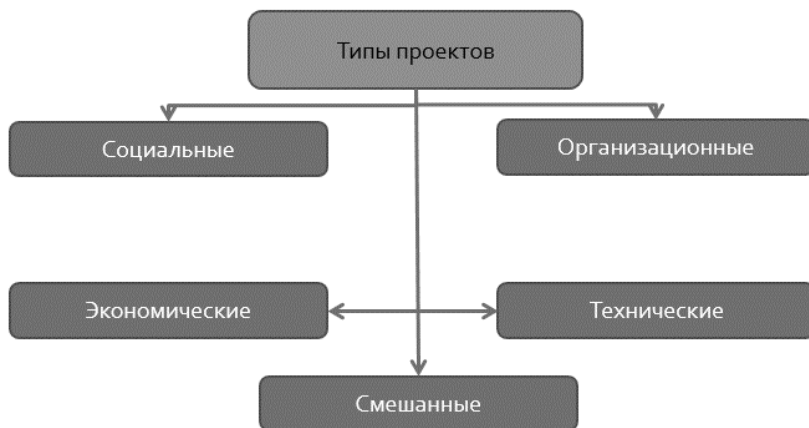 Типы проектов
Социальные
Организационные
Экономические
Технические
Смешанные